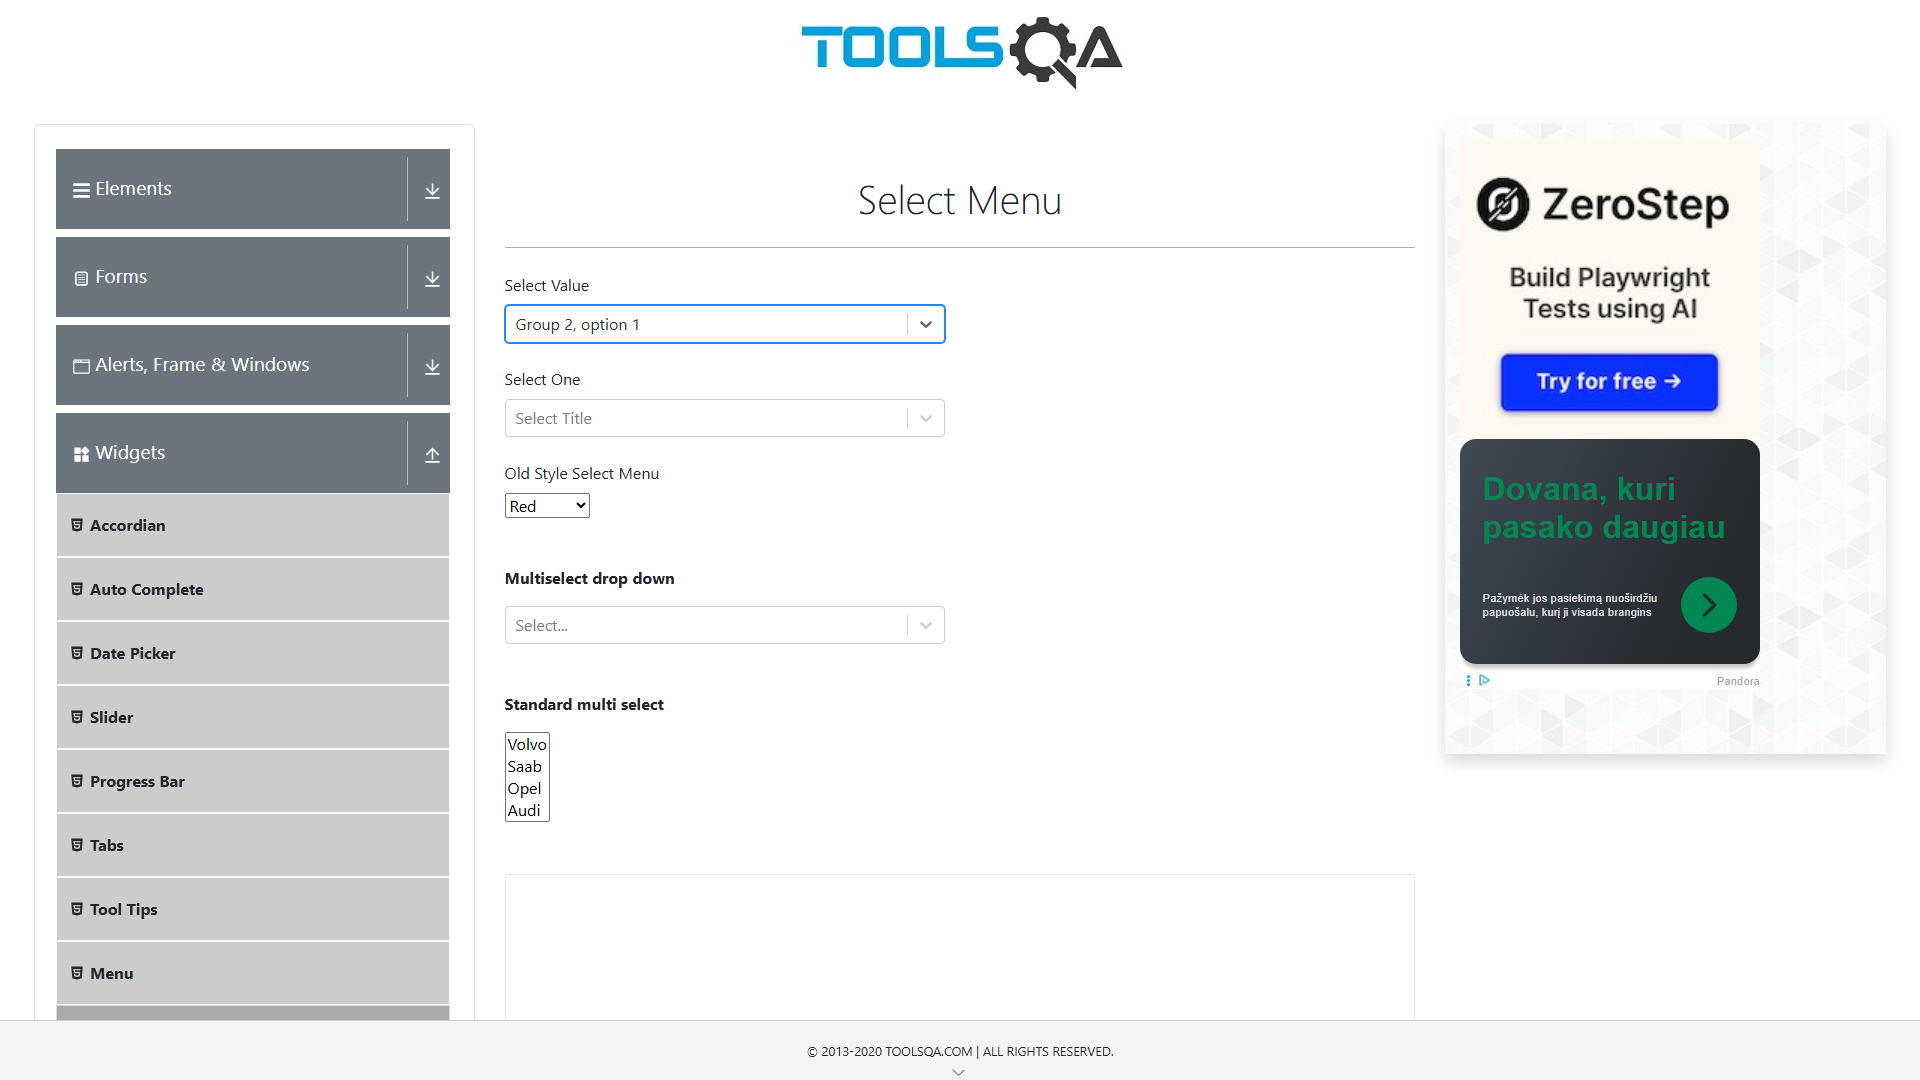 TOOLSQA
Elements
Forms
Alerts, Frame & Windows
Widgets
Accordian
Auto Complete
Date Picker
Slider
Progress Bar
Tabs
Tool Tips
Menu
Select Menu
Select Value
Group 2, option 1
Select One
Select Title
Old Style Select Menu
Red
Multiselect drop down
Select...
Standard multi select
Volvo
Saab
Opel
Audi
ZeroStep
Build Playwright
Tests using AI
Try for free →
Dovana, kuri
pasako daugiau
Pažymėk jos pasiekimą nuoširdžiu
papuošalu, kurį ji visada brangins
Pandora
© 2013-2020 TOOLSQA.COM | ALL RIGHTS RESERVED.